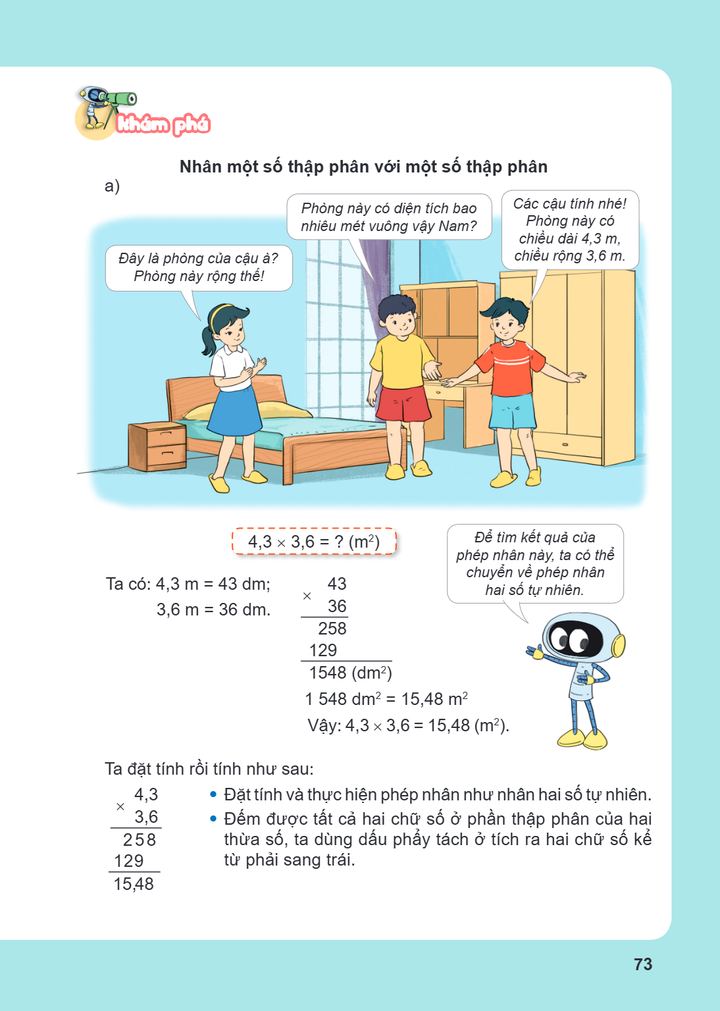 Khám phá
Nhân một số thập phân với một số thập phân
a)
Đây là phòng của cậu à?
Phòng này rộng thế!
Phòng này có diện tích bao
nhiêu mét vuông vậy Nam?
Các cậu tính nhé!
Phòng này có
chiều dài 4,3 m,
chiều rộng 3,6 m.
4,3 × 3,6 = ? (m²)
Để tìm kết quả của
phép nhân này, ta có thể
chuyển về phép nhân
hai số tự nhiên.
Ta có: 4,3 m = 43 dm;
3,6 m = 36 dm.
43
×
36
258
129
1548 (dm²)
1 548 dm² = 15,48 m²
Vậy: 4,3 × 3,6 = 15,48 (m²).
Ta đặt tính rồi tính như sau:
4,3
×
3,6
258
129
15,48
• Đặt tính và thực hiện phép nhân như nhân hai số tự nhiên.
• Đếm được tất cả hai chữ số ở phần thập phân của hai
thừa số, ta dùng dấu phẩy tách ở tích ra hai chữ số kể
từ phải sang trái.
73